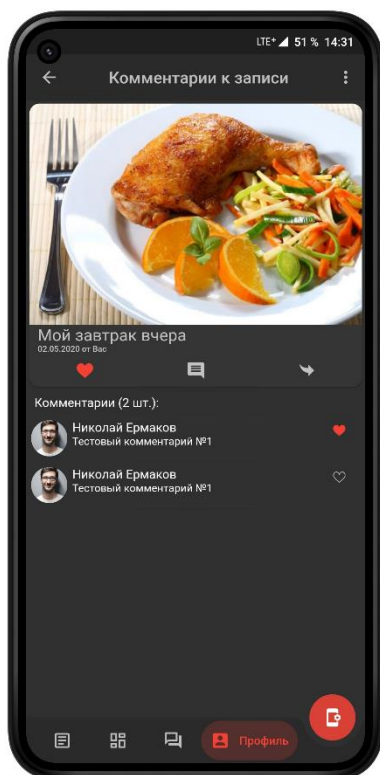 LTE+ 51 % 14:31
Комментарии к записи
Мой завтрак вчера
02.05.2020 от Вас
Комментарии (2 шт.):
Николай Ермаков
Тестовый комментарий №1
Николай Ермаков
Тестовый комментарий №1
Профиль